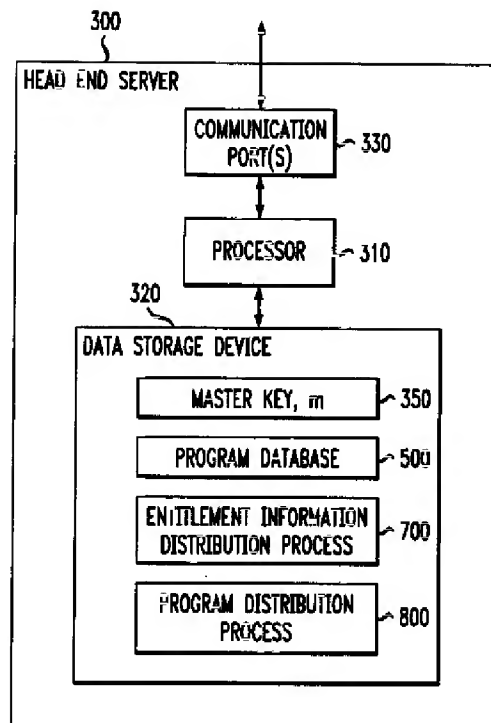 300
HEAD END SERVER
COMMUNICATION
PORT(S)
330
PROCESSOR
310
320
DATA STORAGE DEVICE
MASTER KEY, m
350
PROGRAM DATABASE
500
ENTITLEMENT INFORMATION
DISTRIBUTION PROCESS
700
PROGRAM DISTRIBUTION
PROCESS
800